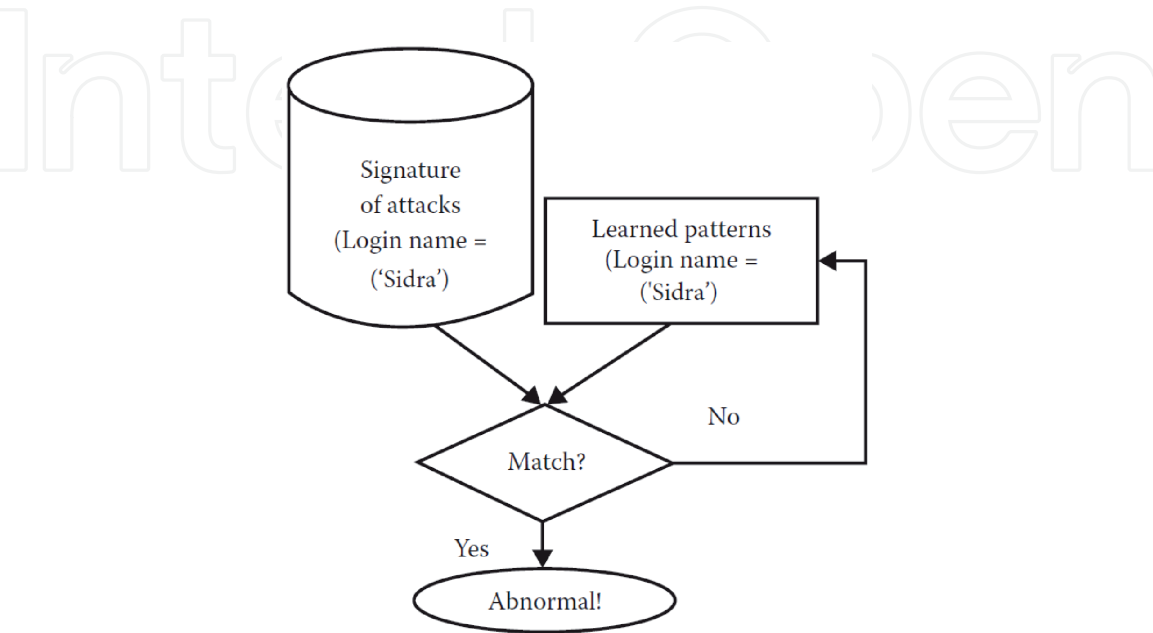 Signature
of attacks
(Login name =
(‘Sidra’)
Learned patterns
(Login name =
('Sidra’)
No
Match?
Yes
Abnormal!